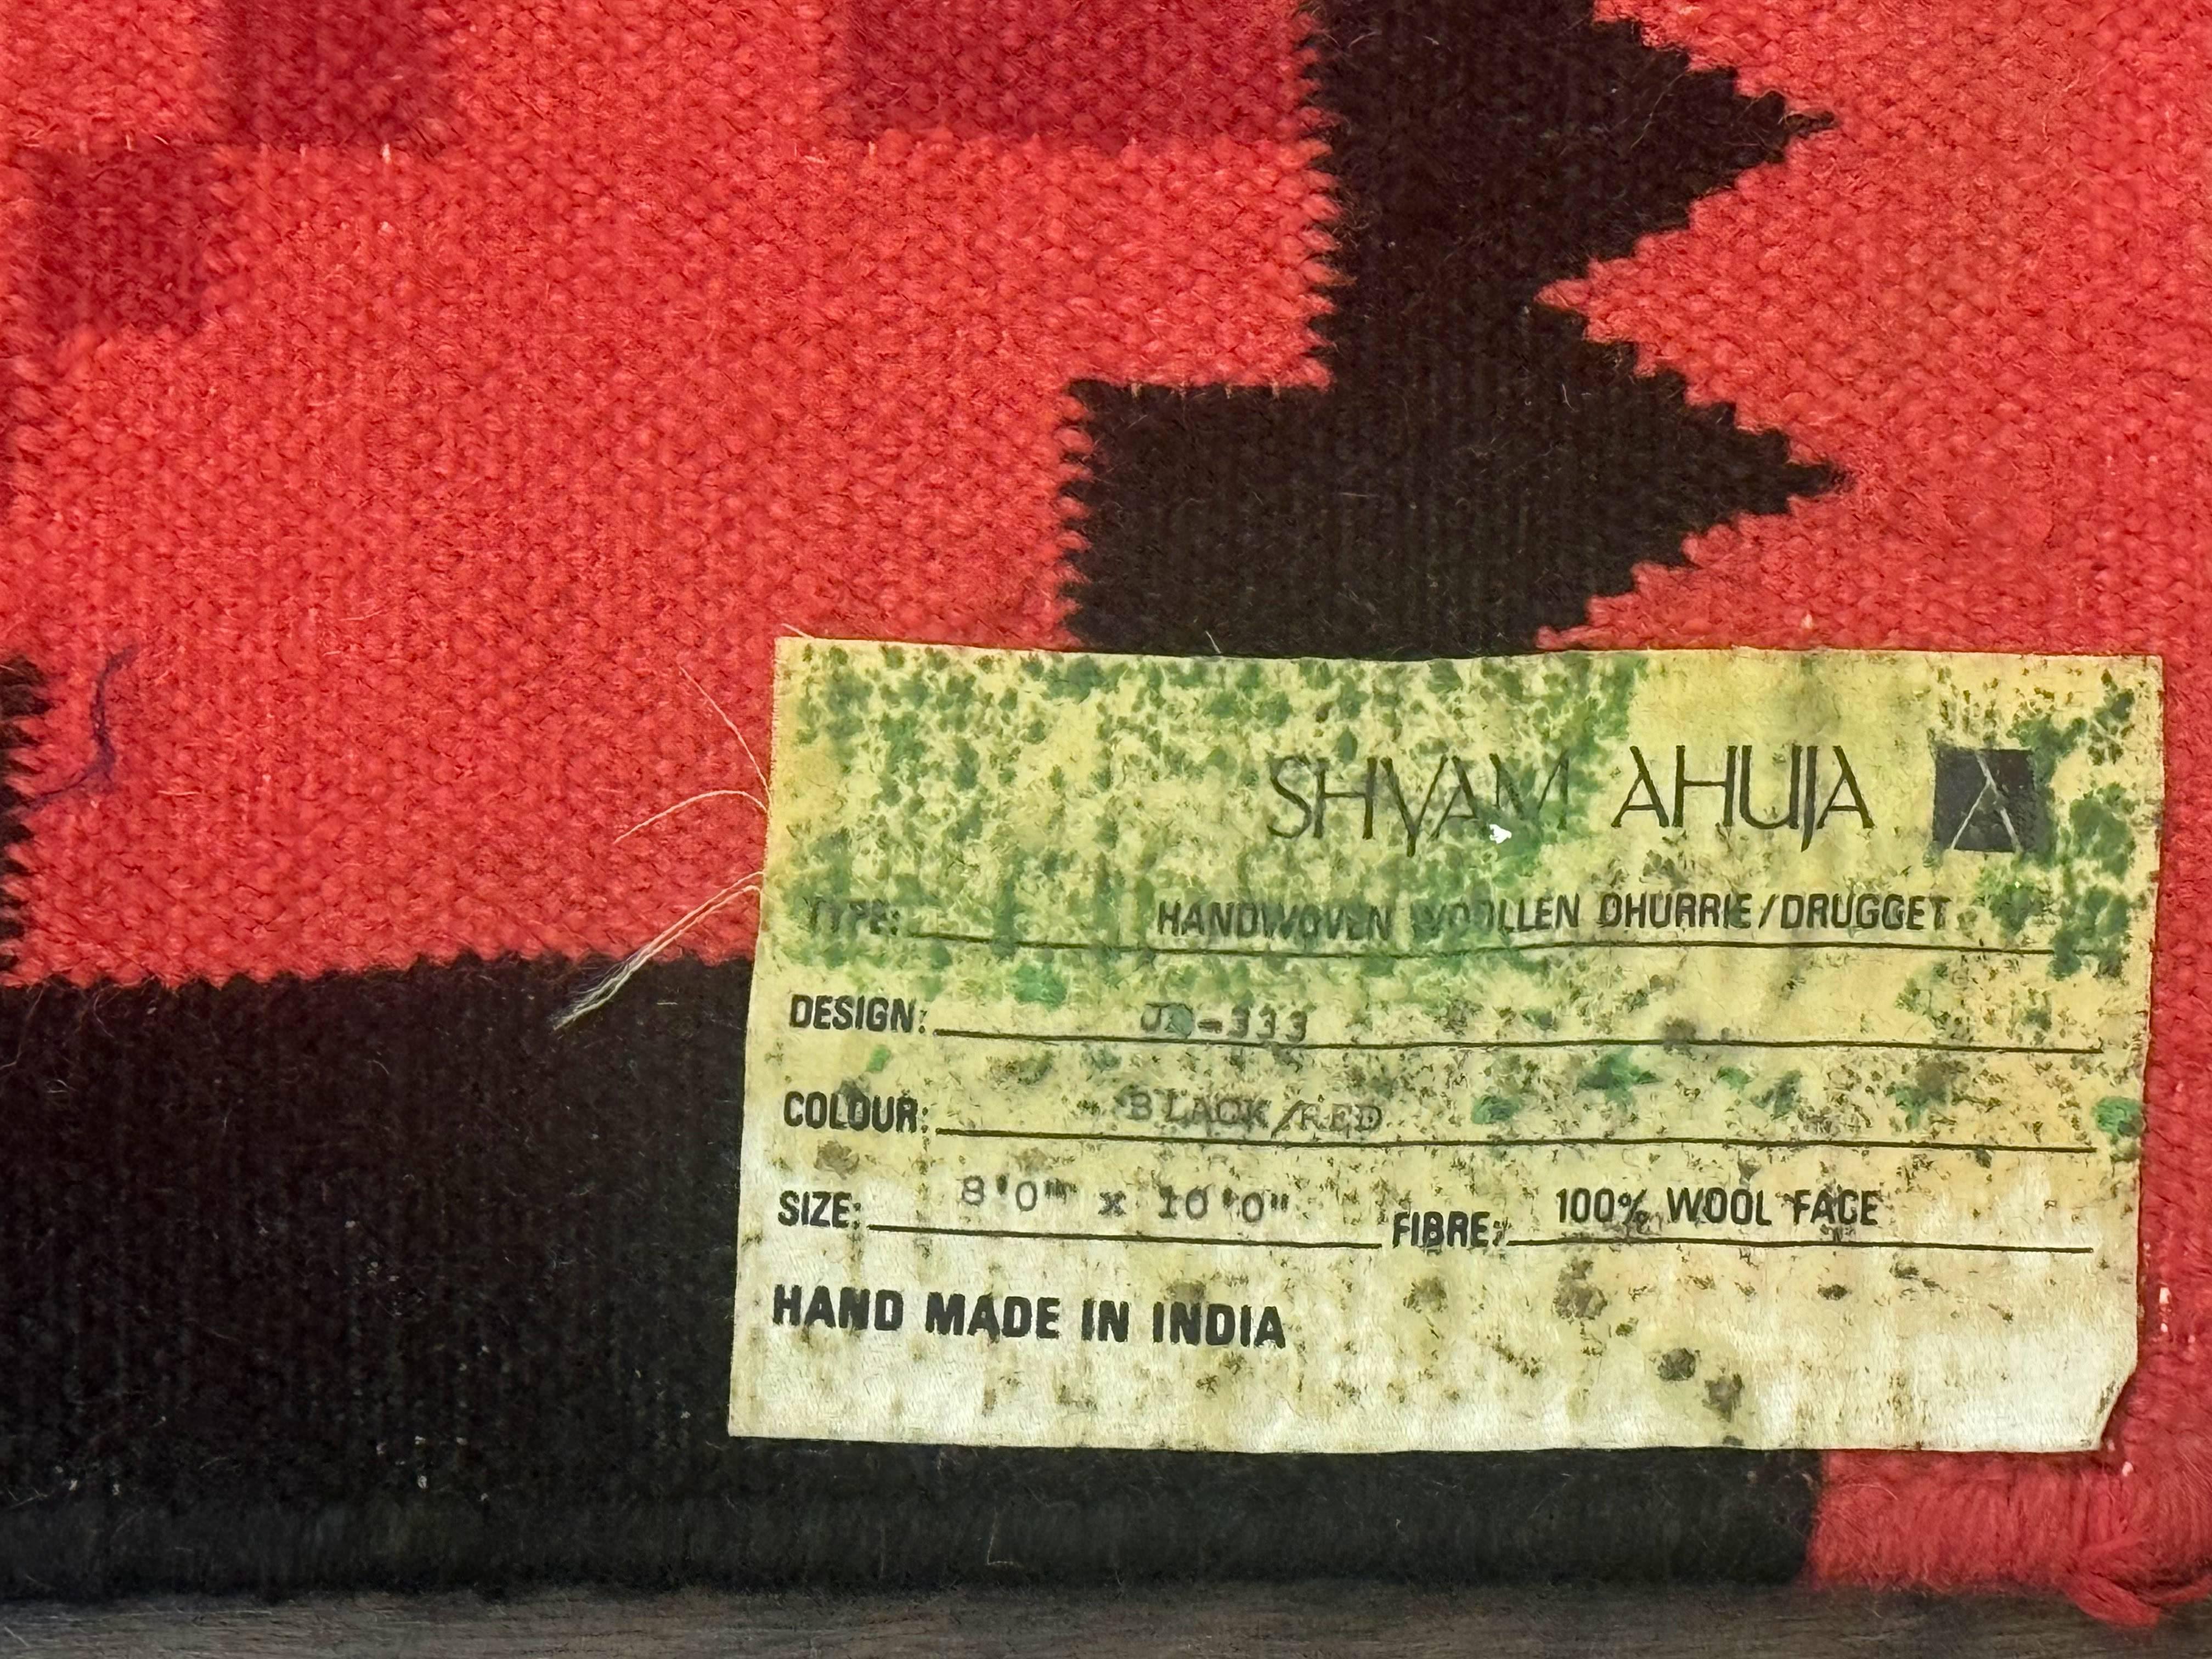 SHYAM AHUJA
TYPE: HANDWOVEN WOOLLEN DHURRIE/DRUGGET
DESIGN:
COLOUR: BLACK/RED
SIZE: 8'0" x 10'0" FIBRE: 100% WOOL FACE
HAND MADE IN INDIA